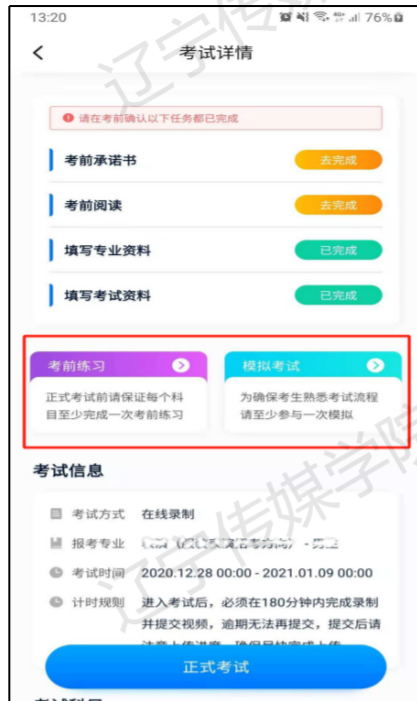 13:20
76%
考试详情
请在考前确认以下任务都已完成
考前承诺书
去完成
考前阅读
去完成
填写专业资料
已完成
填写考试资料
已完成
考前练习
模拟考试
正式考试前请保证每个科
目至少完成一次考前练习
为确保考生熟悉考试流程
请至少参与一次模拟
考试信息
考试方式 在线录制
报考专业
考试时间 2020.12.28 00:00 - 2021.01.09 00:00
计时规则 进入考试后，必须在180分钟内完成录制
并提交视频，逾期无法再提交，提交后请
正式考试
辽宁传媒学院
辽宁传媒学院